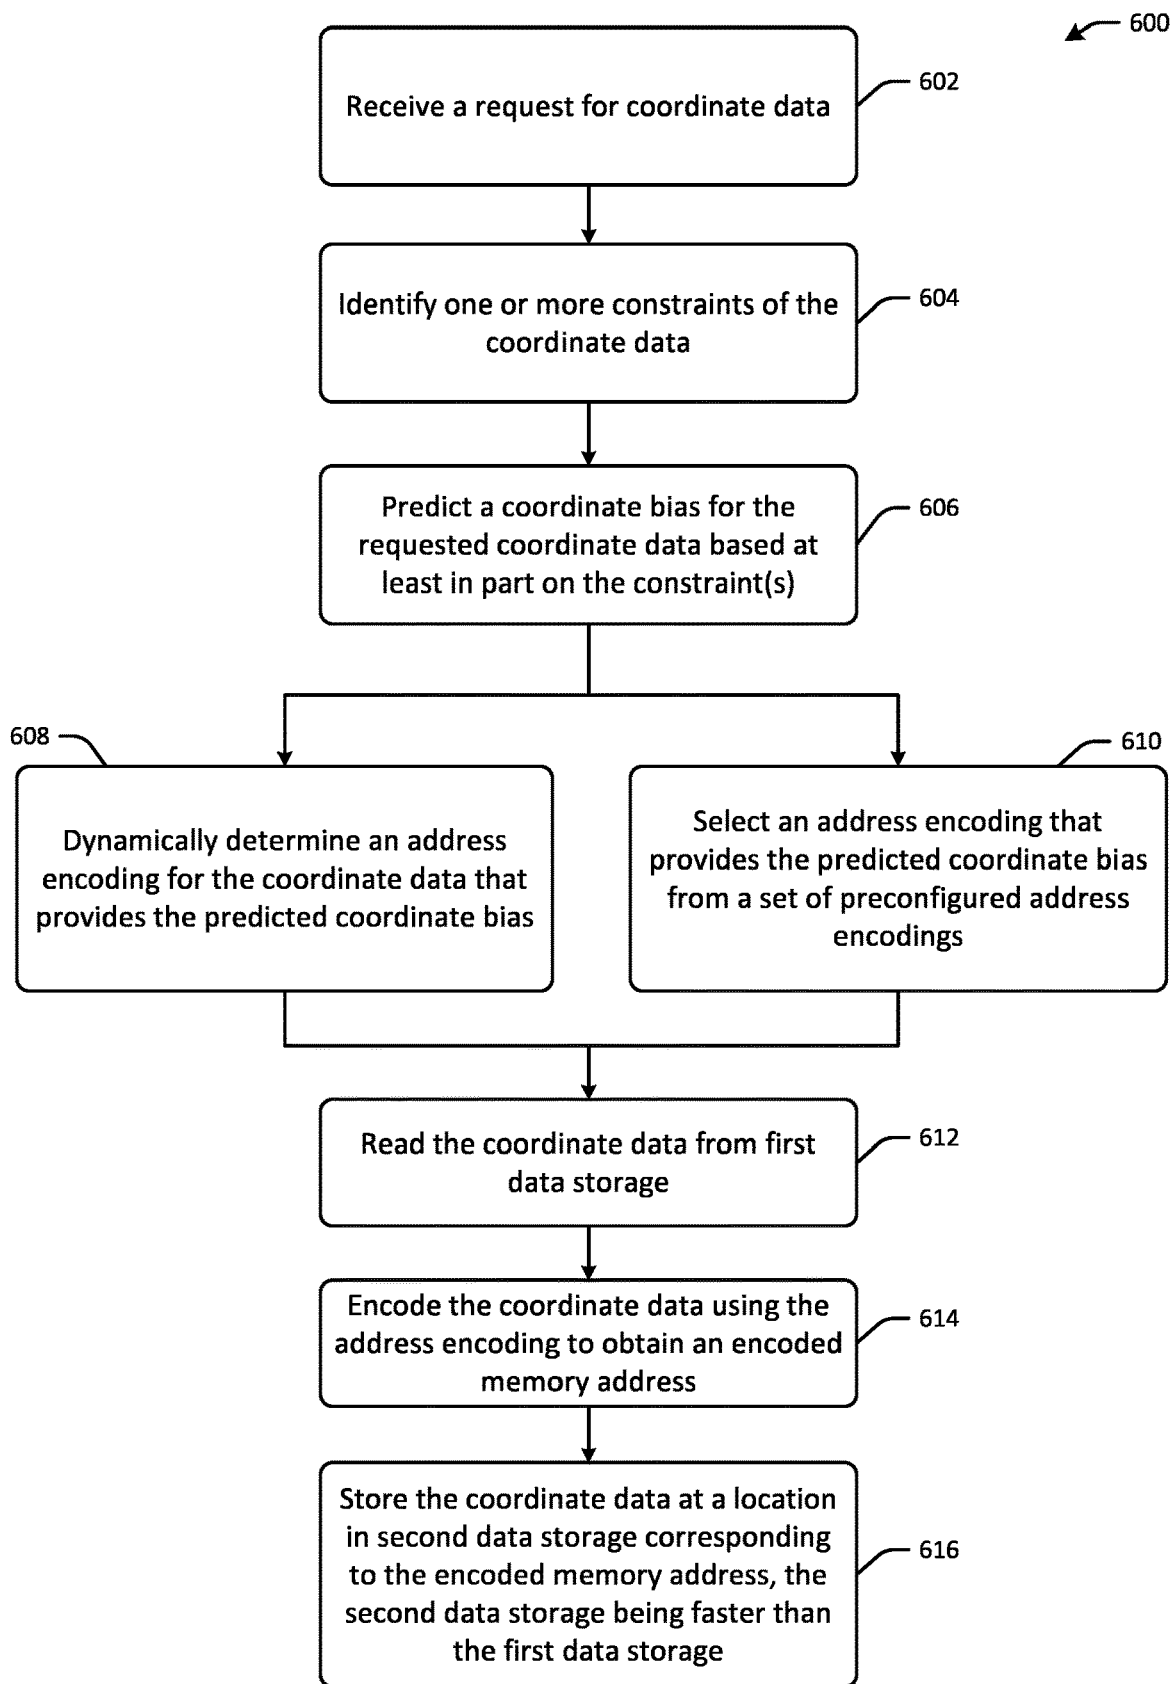 600
Receive a request for coordinate data
602
Identify one or more constraints of the
coordinate data
604
Predict a coordinate bias for the
requested coordinate data based at
least in part on the constraint(s)
606
608
Dynamically determine an address
encoding for the coordinate data that
provides the predicted coordinate bias
610
Select an address encoding that
provides the predicted coordinate bias
from a set of preconfigured address
encodings
Read the coordinate data from first
data storage
612
Encode the coordinate data using the
address encoding to obtain an encoded
memory address
614
Store the coordinate data at a location
in second data storage corresponding
to the encoded memory address, the
second data storage being faster than
the first data storage
616